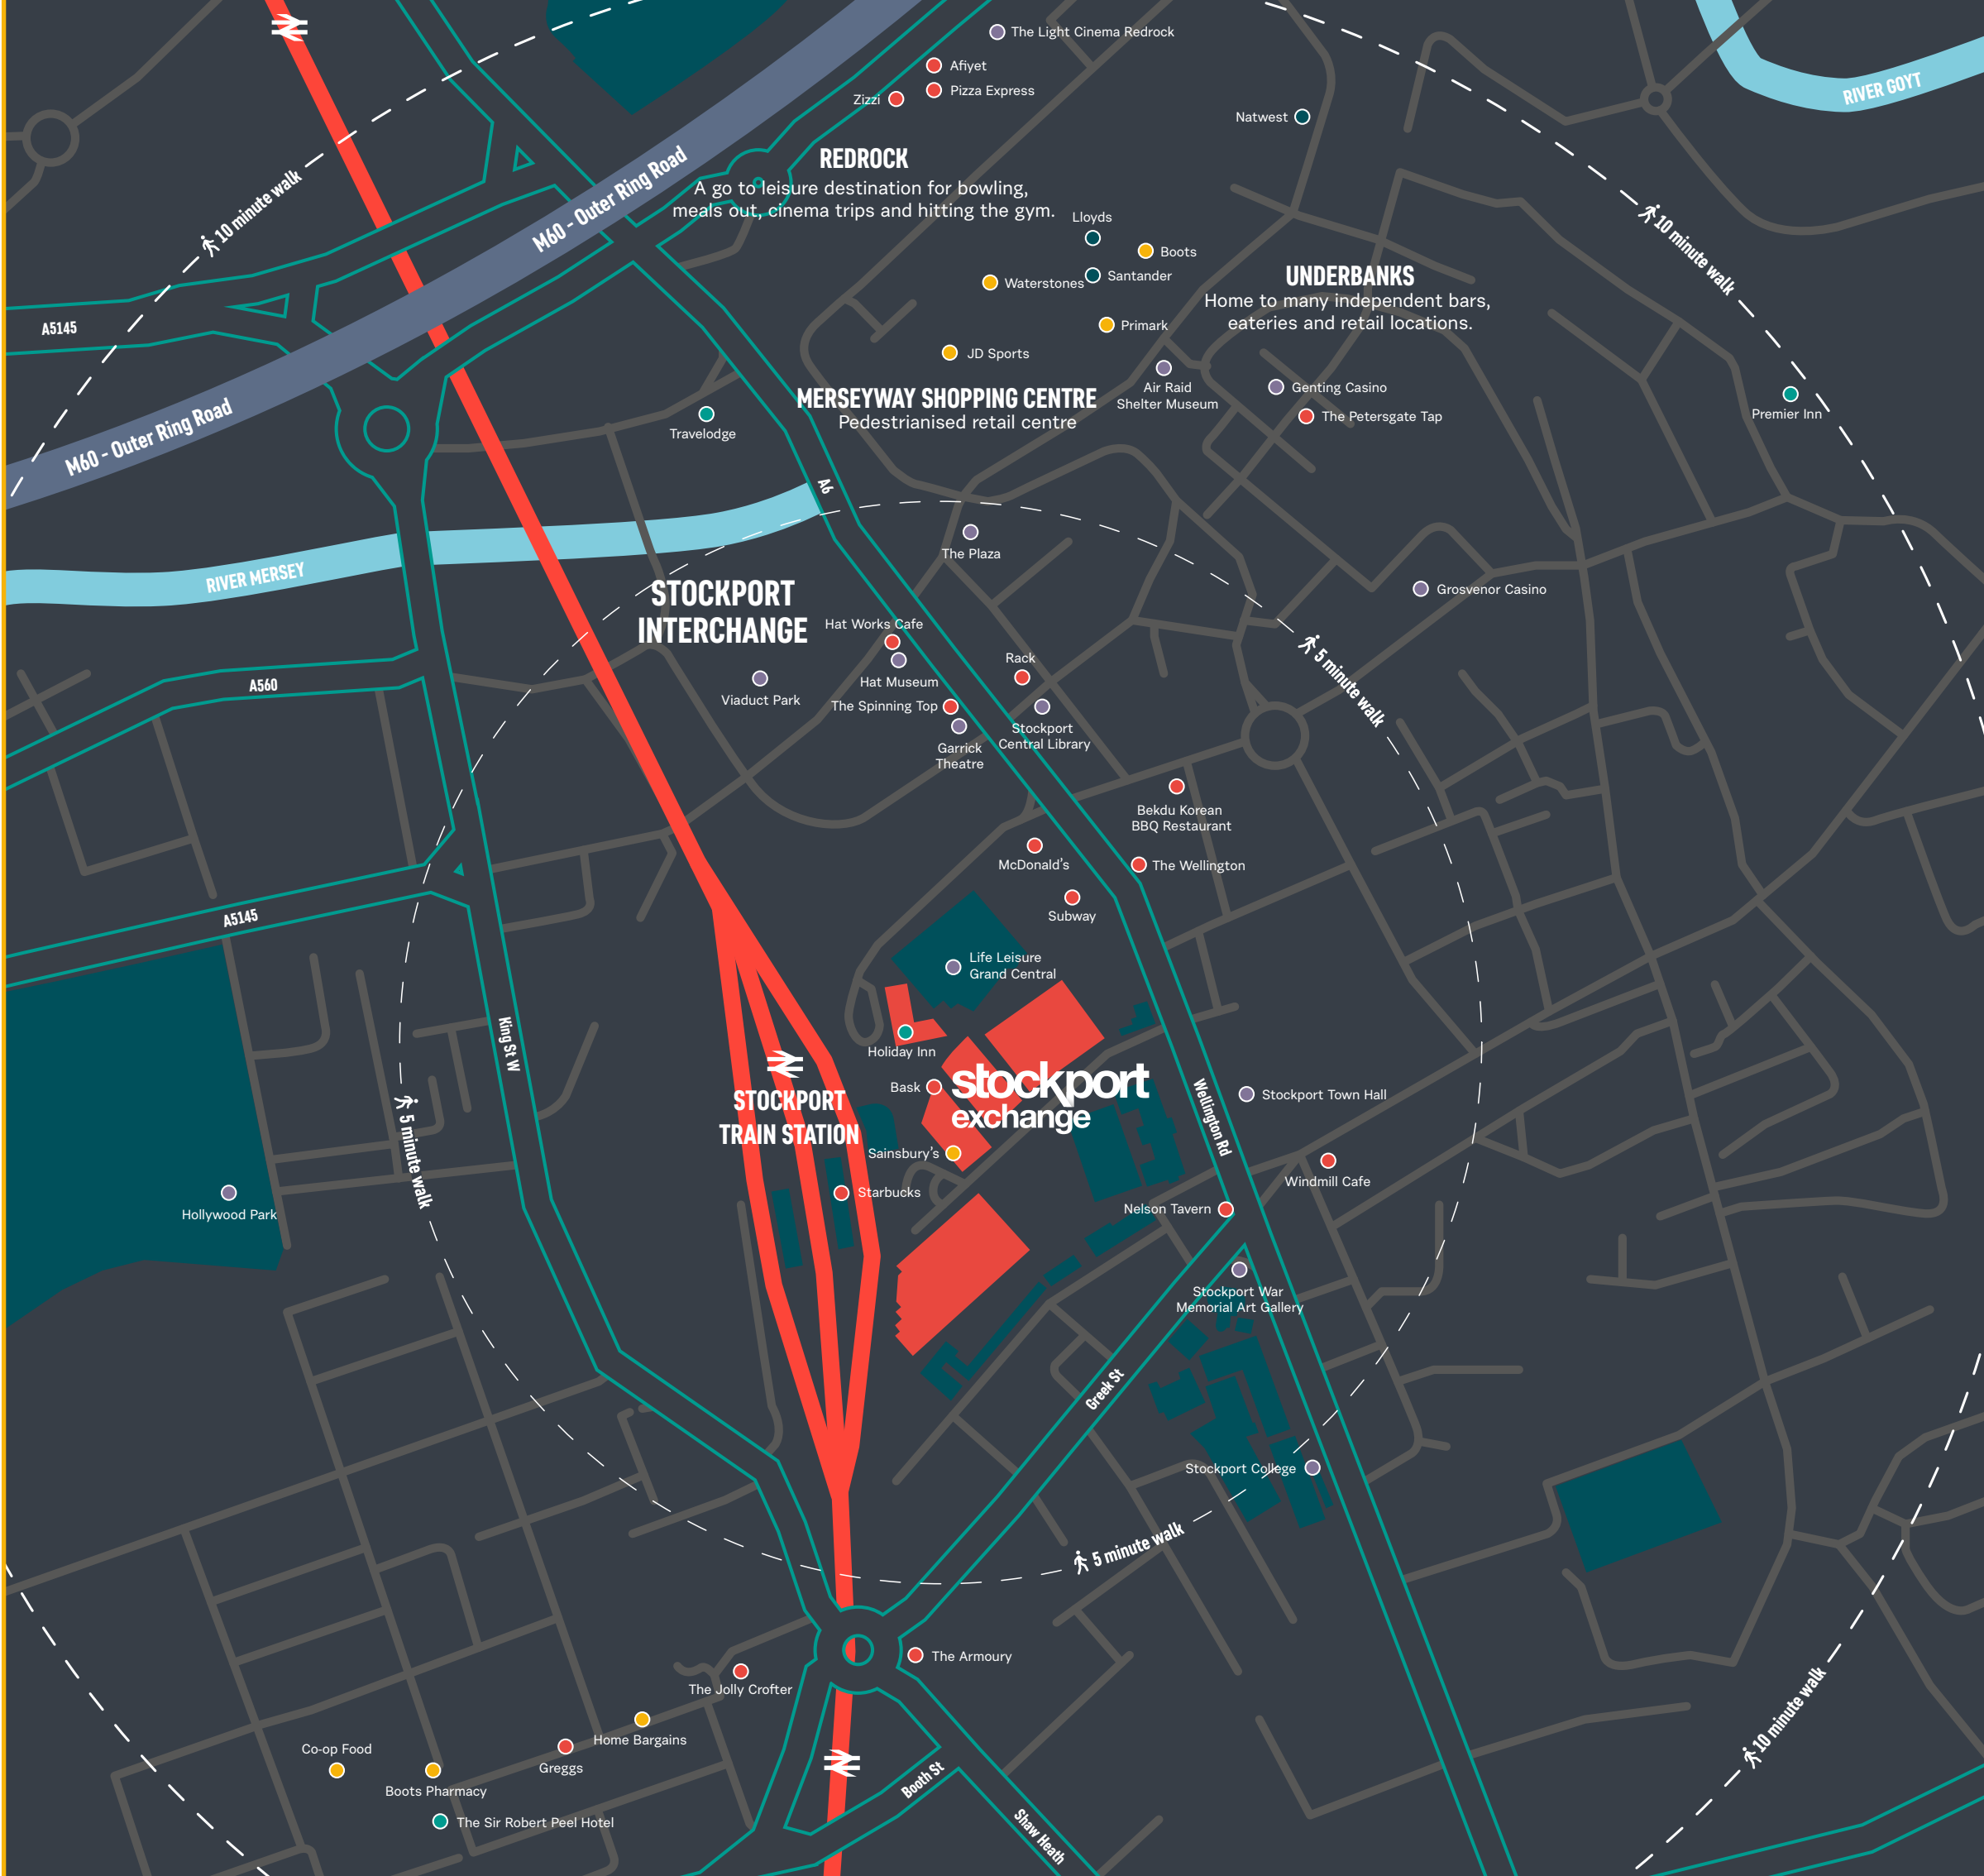 The Light Cinema Redrock
Afiyet
Pizza Express
Zizzi
RIVER GOYT
Natwest
REDROCK
A go to leisure destination for bowling,
meals out, cinema trips and hitting the gym.
M60 - Outer Ring Road
10 minute walk
10 minute walk
Lloyds
Boots
Santander
Waterstones
UNDERBANKS
Home to many independent bars,
eateries and retail locations.
A5145
Primark
JD Sports
Air Raid
Shelter Museum
Genting Casino
The Petersgate Tap
Premier Inn
MERSEYWAY SHOPPING CENTRE
Pedestrianised retail centre
Travelodge
M60 - Outer Ring Road
A6
The Plaza
RIVER MERSEY
STOCKPORT
INTERCHANGE
Grosvenor Casino
Hat Works Cafe
Hat Museum
Rack
5 minute walk
A560
Viaduct Park
The Spinning Top
Garrick
Theatre
Stockport
Central Library
Bekdu Korean
BBQ Restaurant
McDonald's
The Wellington
Subway
A5145
Life Leisure
Grand Central
King St W
Holiday Inn
Bask
stockport
exchange
STOCKPORT
TRAIN STATION
Wellington Rd
Stockport Town Hall
5 minute walk
Sainsbury's
Starbucks
Windmill Cafe
Nelson Tavern
Hollywood Park
Stockport War
Memorial Art Gallery
Greek St
Stockport College
5 minute walk
The Armoury
The Jolly Crofter
10 minute walk
Home Bargains
Greggs
Co-op Food
Boots Pharmacy
The Sir Robert Peel Hotel
Booth St
Shaw Heath